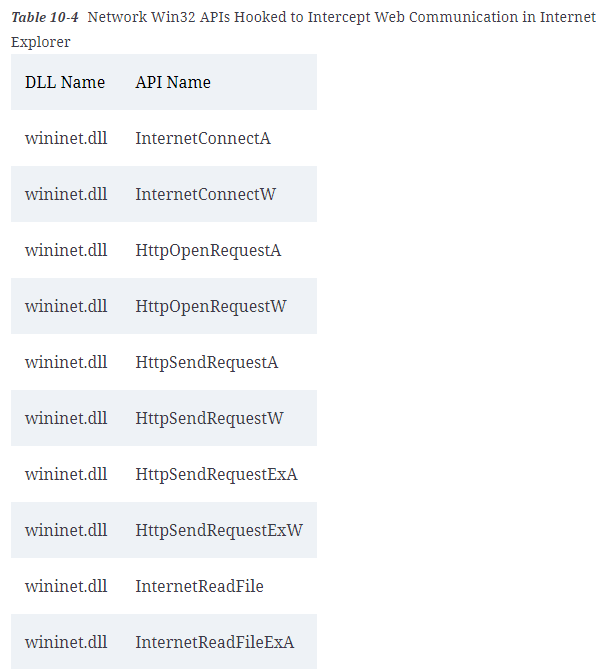 Table 10-4 Network Win32 APIs Hooked to Intercept Web Communication in Internet
Explorer
DLL Name API Name
wininet.dll InternetConnectA
wininet.dll InternetConnectW
wininet.dll HttpOpenRequestA
wininet.dll HttpOpenRequestW
wininet.dll HttpSendRequestA
wininet.dll HttpSendRequestW
wininet.dll HttpSendRequestExA
wininet.dll HttpSendRequestExW
wininet.dll InternetReadFile
wininet.dll InternetReadFileExA